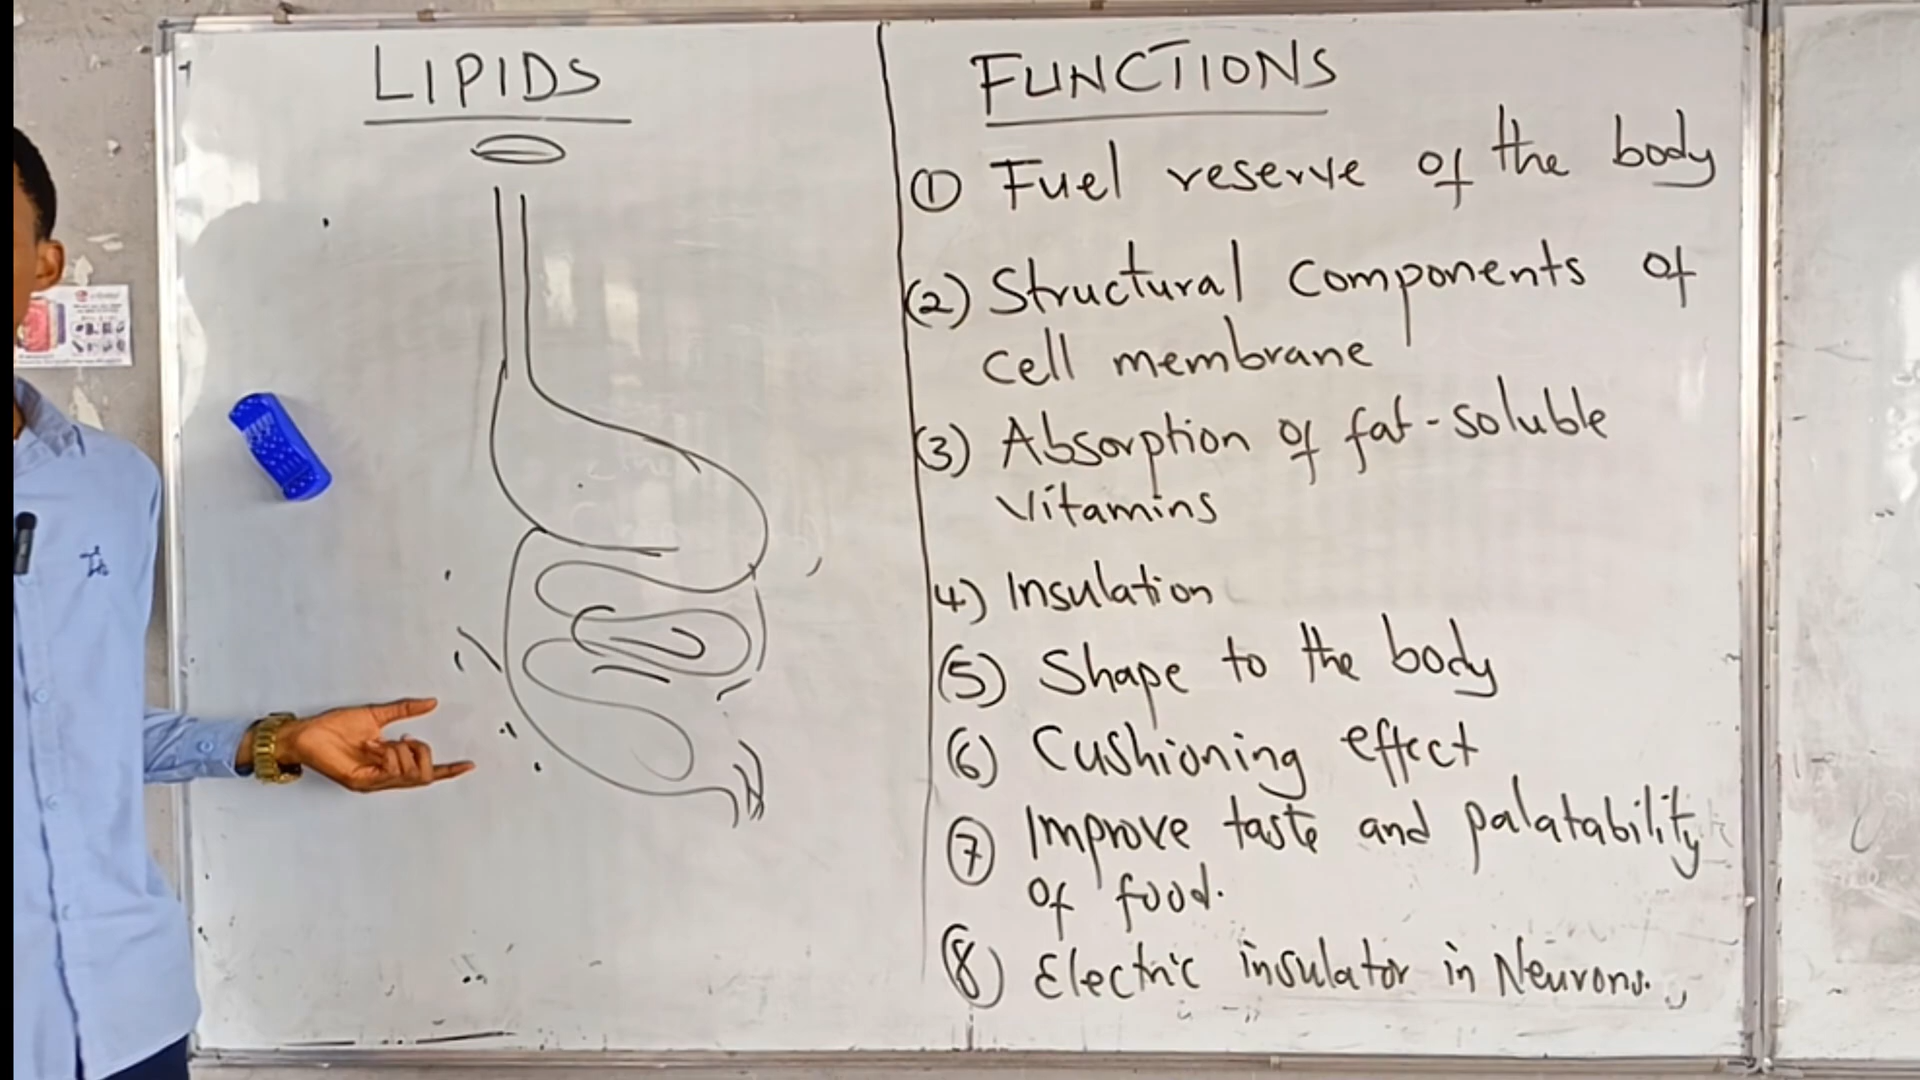 LIPIDS
FUNCTIONS
① Fuel reserve of the body
(2) Structural components of
cell membrane
(3) Absorption of fat-soluble
Vitamins
4) Insulation
(5) Shape to the body
(6) Cushioning effect
⑦ Improve taste and palatability
of food.
⑧ Electric insulator in Neurons.